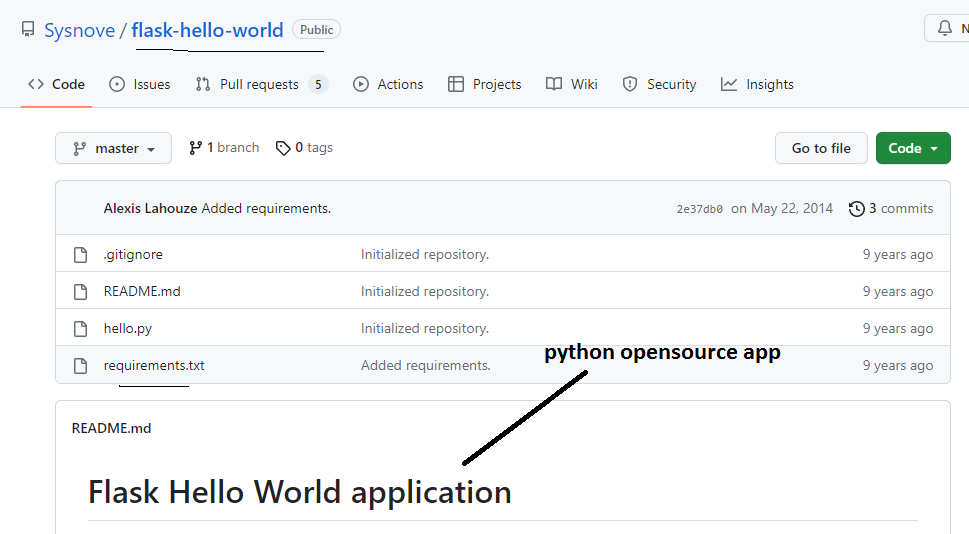 Sysnove / flask-hello-world Public
Code Issues Pull requests 5 Actions Projects Wiki Security Insights
master 1 branch 0 tags Go to file Code
Alexis Lahouze Added requirements. 2e37db0 on May 22, 2014 3 commits
.gitignore Initialized repository. 9 years ago
README.md Initialized repository. 9 years ago
hello.py Initialized repository. 9 years ago
python opensource app
requirements.txt Added requirements. 9 years ago
README.md
Flask Hello World application